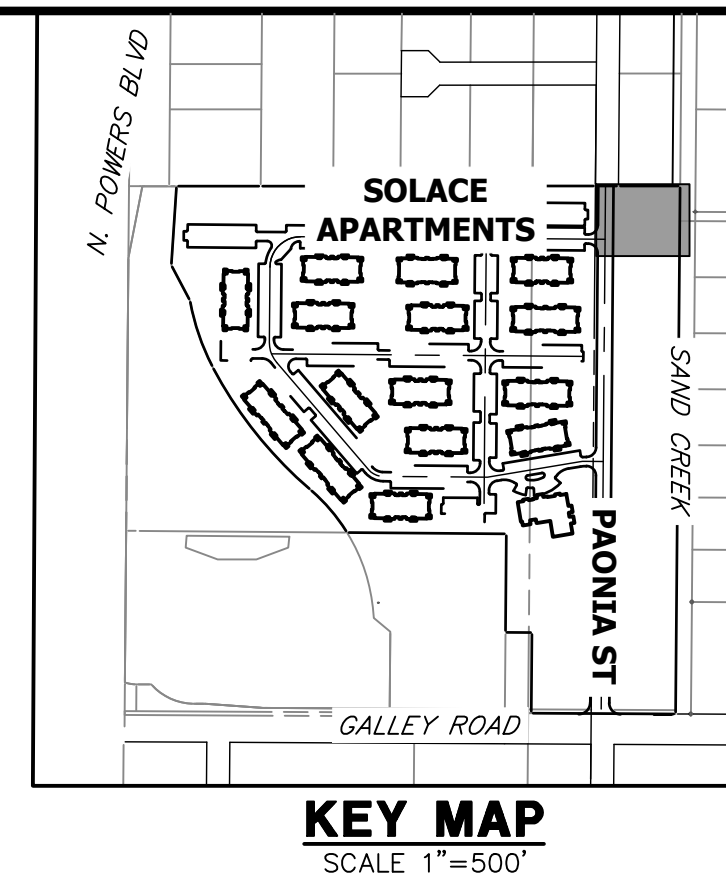 N. POWERS BLVD
SOLACE
APARTMENTS
SAND CREEK
PAONIA ST
GALLEY ROAD
KEY MAP
SCALE 1"=500'